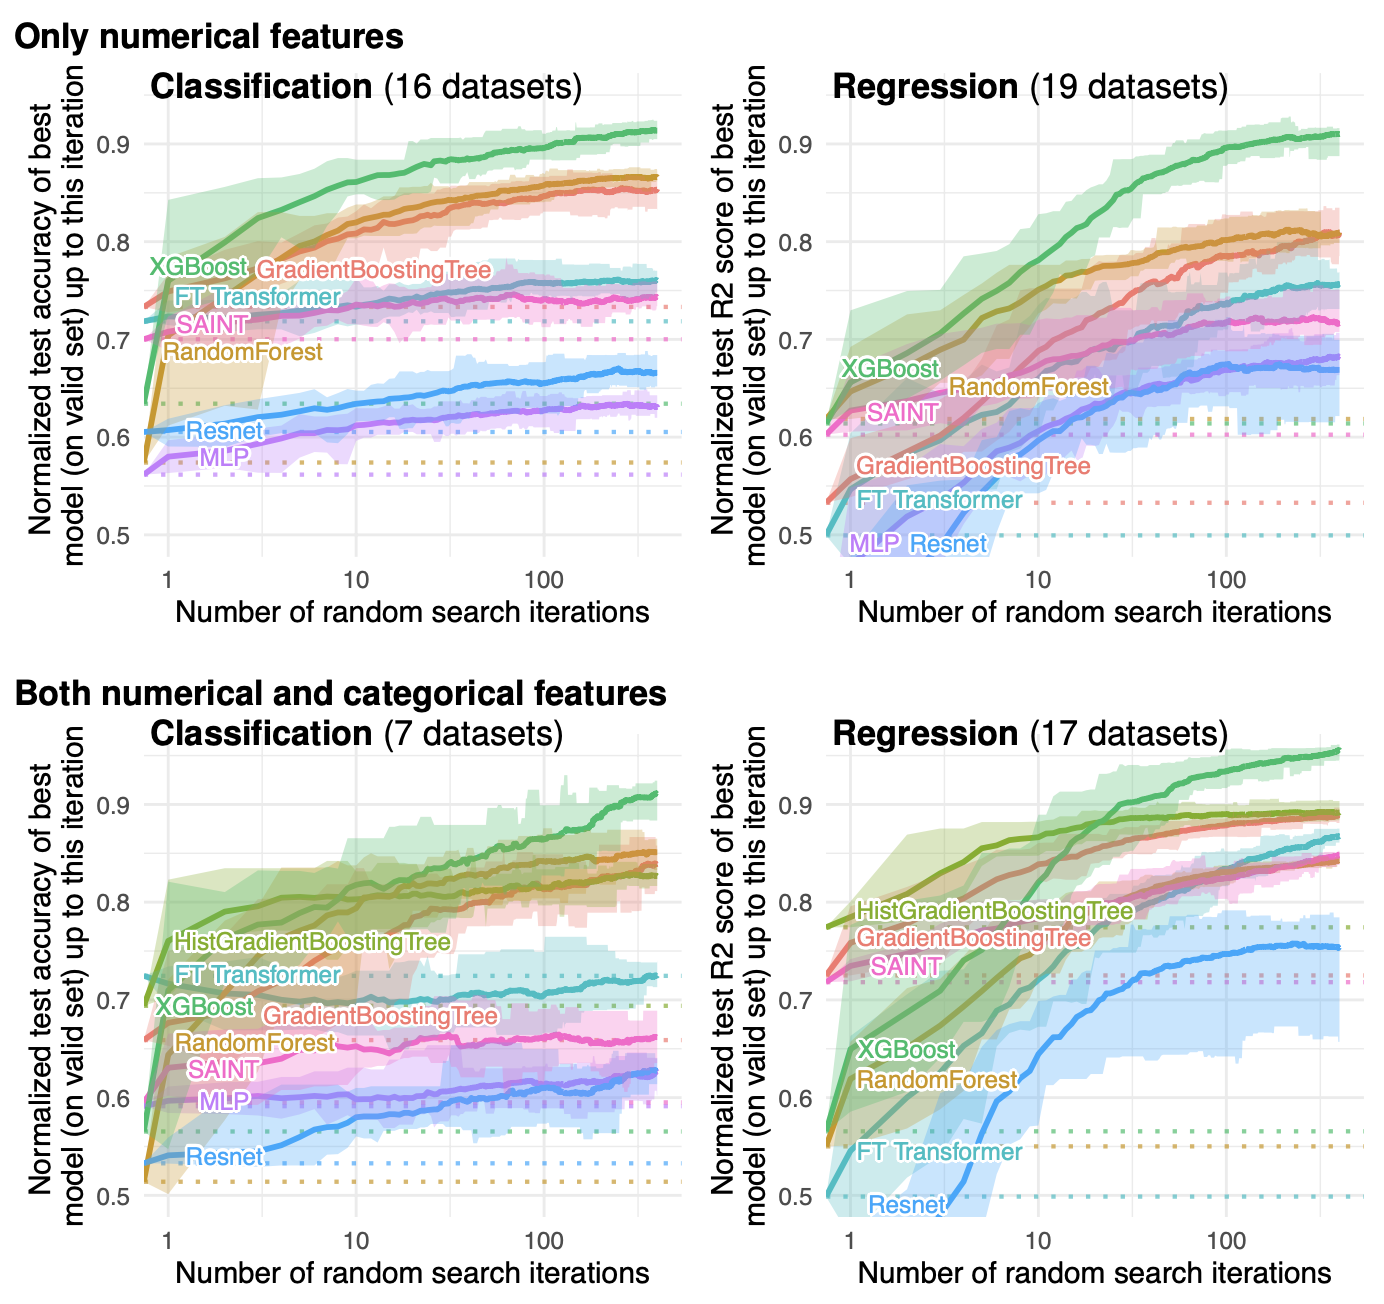 Only numerical features
Classification (16 datasets)
Normalized test accuracy of best
model (on valid set) up to this iteration
0.9
0.8
0.7
0.6
0.5
XGBoost
GradientBoostingTree
FT Transformer
SAINT
RandomForest
Resnet
MLP
1 10 100
Number of random search iterations
Regression (19 datasets)
Normalized test R2 score of best
model (on valid set) up to this iteration
0.9
0.8
0.7
0.6
0.5
XGBoost
RandomForest
SAINT
GradientBoostingTree
FT Transformer
MLP Resnet
1 10 100
Number of random search iterations
Both numerical and categorical features
Classification (7 datasets)
Normalized test accuracy of best
model (on valid set) up to this iteration
0.9
0.8
0.7
0.6
0.5
HistGradientBoostingTree
FT Transformer
XGBoost
GradientBoostingTree
RandomForest
SAINT
MLP
Resnet
1 10 100
Number of random search iterations
Regression (17 datasets)
Normalized test R2 score of best
model (on valid set) up to this iteration
0.9
0.8
0.7
0.6
0.5
HistGradientBoostingTree
GradientBoostingTree
SAINT
XGBoost
RandomForest
FT Transformer
Resnet
1 10 100
Number of random search iterations